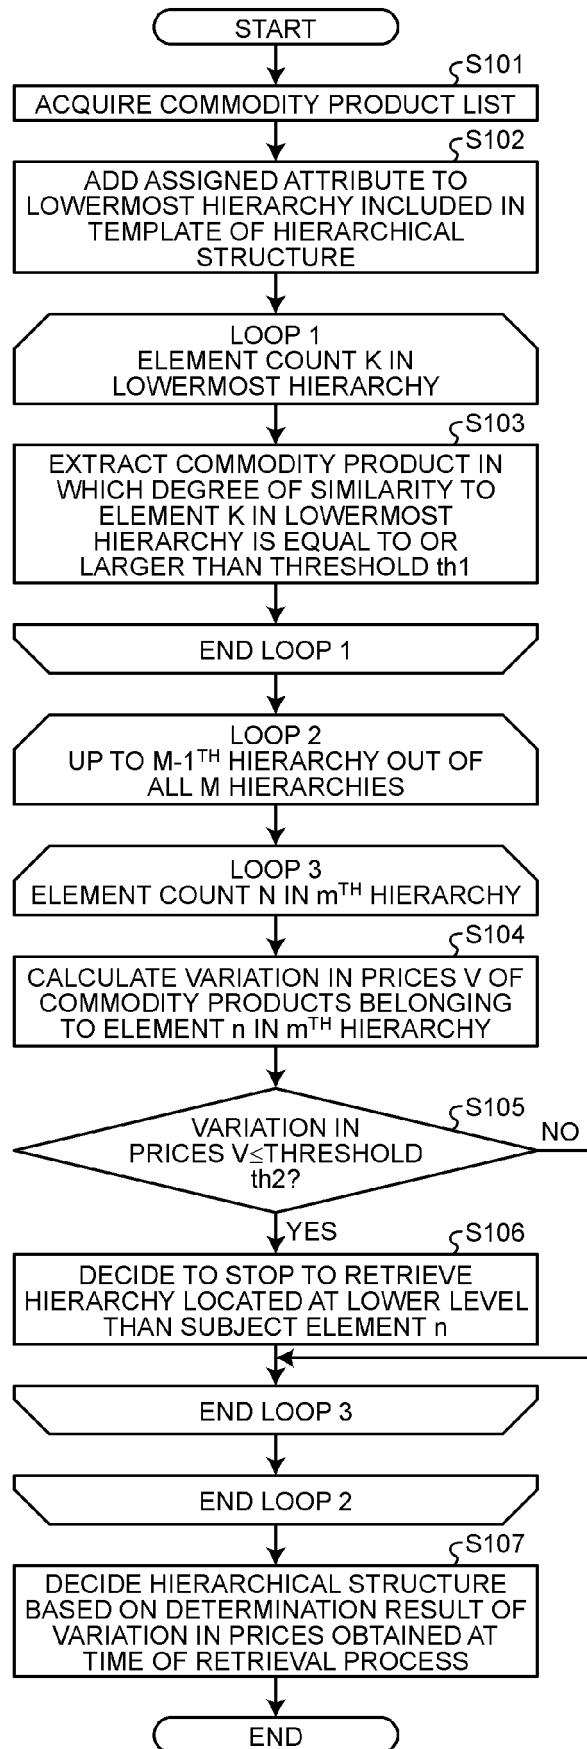 START
S101
ACQUIRE COMMODITY PRODUCT LIST
S102
ADD ASSIGNED ATTRIBUTE TO
LOWERMOST HIERARCHY INCLUDED IN
TEMPLATE OF HIERARCHICAL
STRUCTURE
LOOP 1
ELEMENT COUNT K IN
LOWERMOST HIERARCHY
S103
EXTRACT COMMODITY PRODUCT IN
WHICH DEGREE OF SIMILARITY TO
ELEMENT K IN LOWERMOST
HIERARCHY IS EQUAL TO OR
LARGER THAN THRESHOLD th1
END LOOP 1
LOOP 2
UP TO M-1TH HIERARCHY OUT OF
ALL M HIERARCHIES
LOOP 3
ELEMENT COUNT N IN mTH HIERARCHY
S104
CALCULATE VARIATION IN PRICES V OF
COMMODITY PRODUCTS BELONGING
TO ELEMENT n IN mTH HIERARCHY
S105
VARIATION IN
PRICES V≤THRESHOLD
th2?
NO
YES
S106
DECIDE TO STOP TO RETRIEVE
HIERARCHY LOCATED AT LOWER LEVEL
THAN SUBJECT ELEMENT n
END LOOP 3
END LOOP 2
S107
DECIDE HIERARCHICAL STRUCTURE
BASED ON DETERMINATION RESULT OF
VARIATION IN PRICES OBTAINED AT
TIME OF RETRIEVAL PROCESS
END